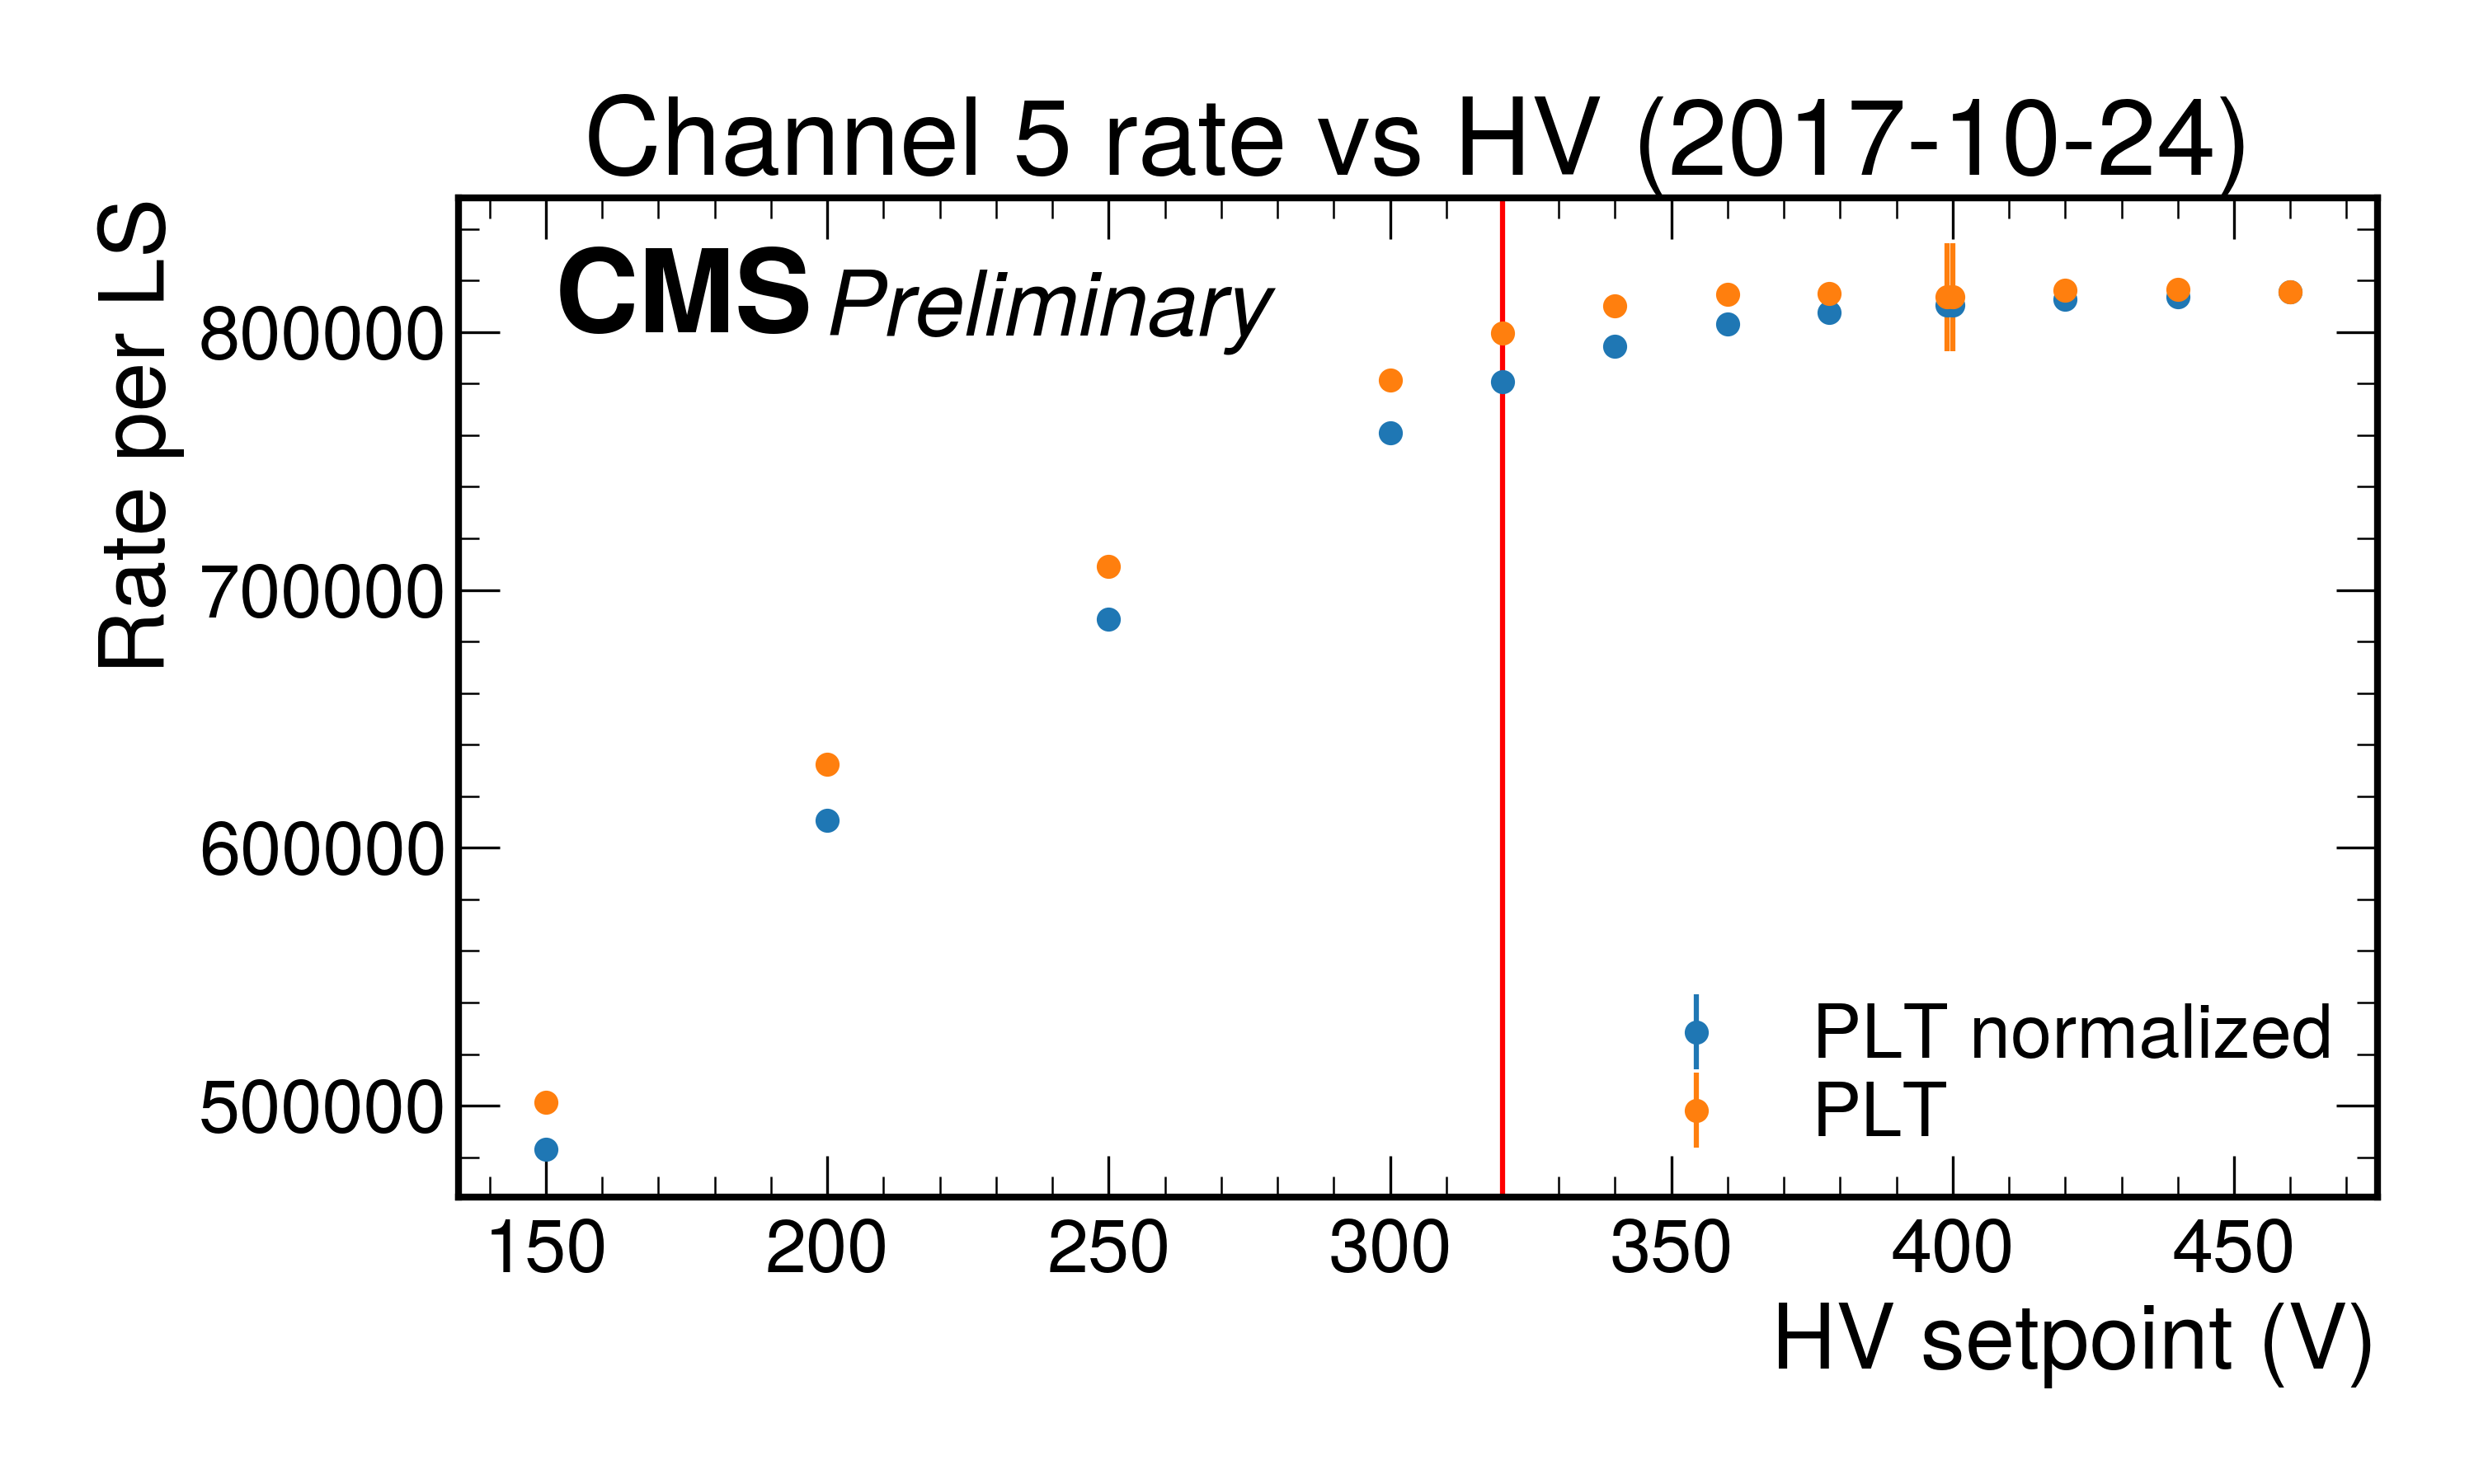 Channel 5 rate vs HV (2017-10-24)
CMS Preliminary
Rate per LS
800000
700000
600000
500000
PLT normalized
PLT
150 200 250 300 350 400 450
HV setpoint (V)